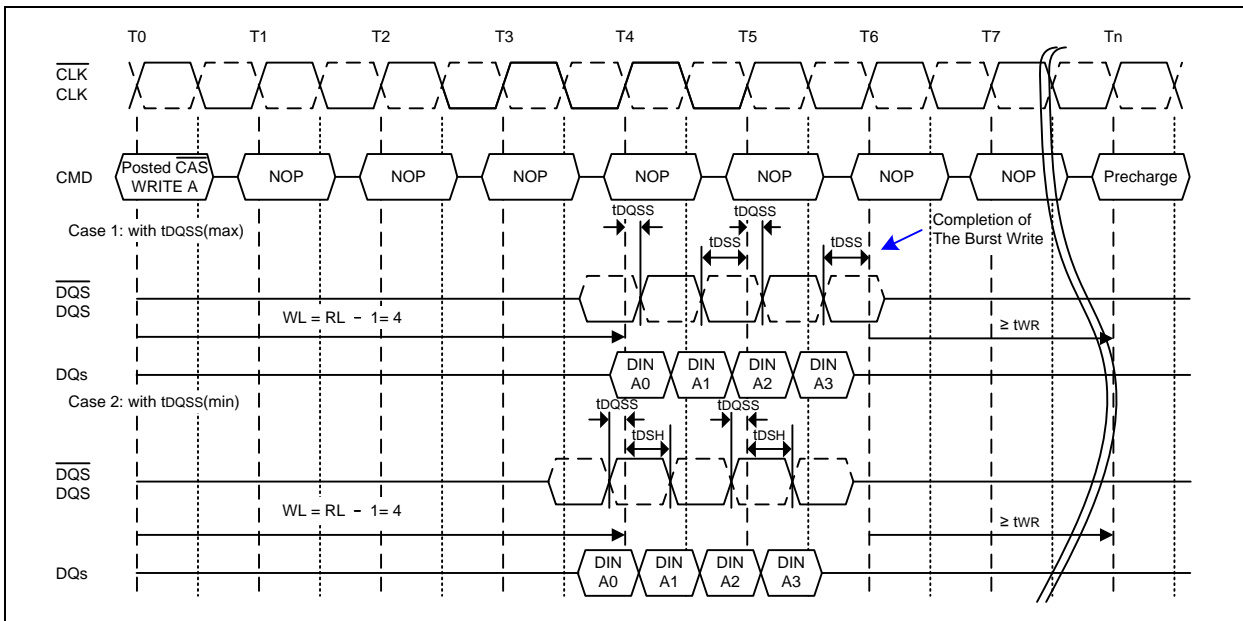 T0 T1 T2 T3 T4 T5 T6 T7 Tn
CLK
CLK
CMD
Posted CAS
WRITE A
NOP NOP NOP NOP NOP NOP NOP Precharge
Case 1: with tDQSS(max)
tDQSS tDQSS
tDSS tDSS
Completion of
The Burst Write
DQS
DQS
WL = RL - 1= 4
≥ tWR
DQs
DIN DIN DIN DIN
A0 A1 A2 A3
Case 2: with tDQSS(min)
tDQSS tDQSS
tDSH tDSH
DQS
DQS
WL = RL - 1= 4
≥ tWR
DQs
DIN DIN DIN DIN
A0 A1 A2 A3